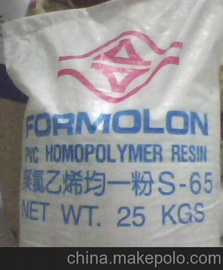 FORMOLON
PVC HOMOPOLYMER RESIN
聚氯乙烯均一粉S-65
NET WT. 25 KGS
china.makepolo.com